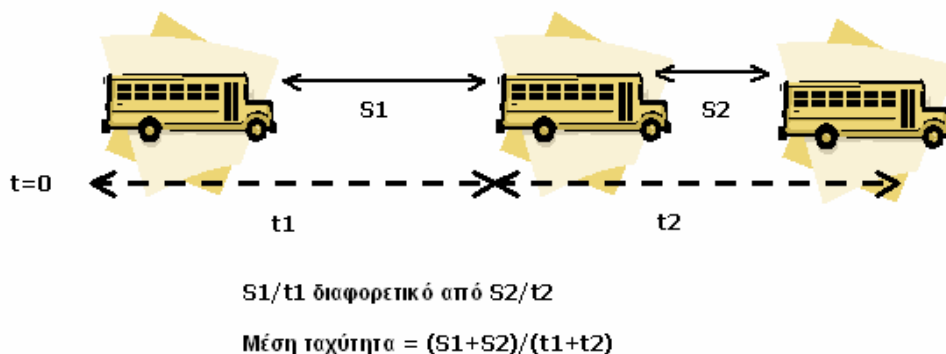 S1
S2
t=0
t1
t2
S1/t1 διαφορετικό από S2/t2
Μέση ταχύτητα = (S1+S2)/(t1+t2)